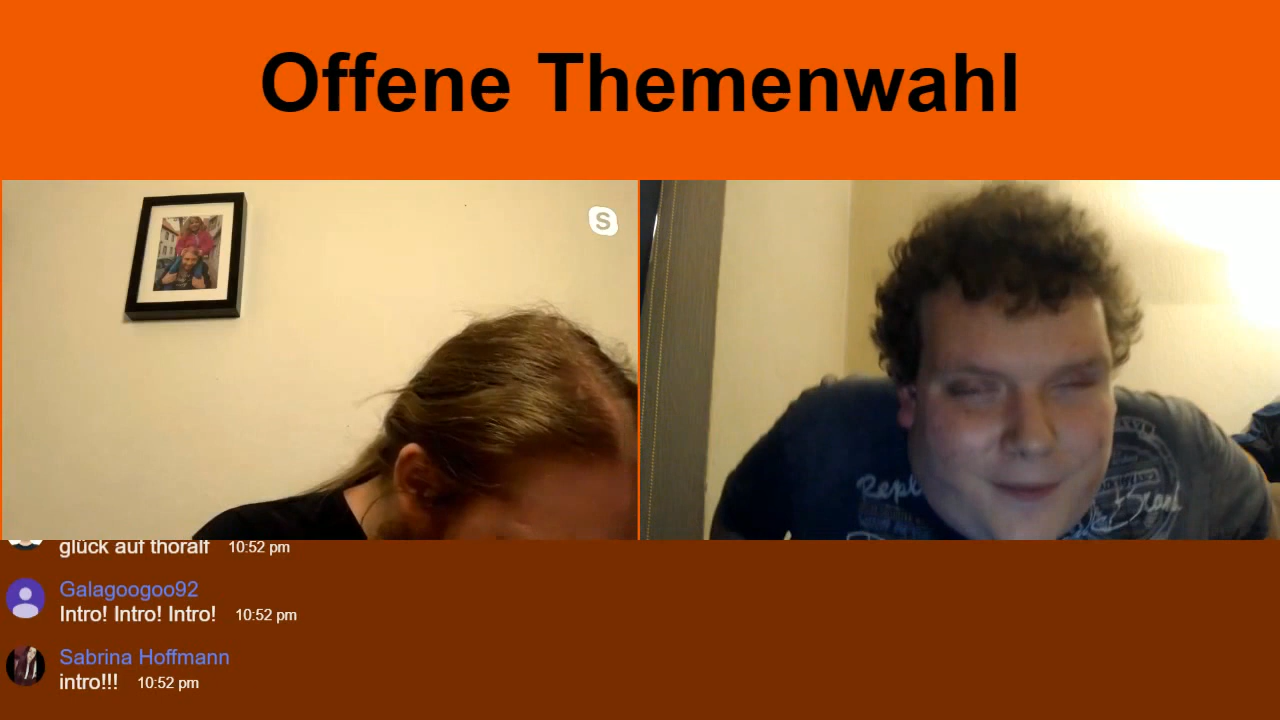 Offene Themenwahl
S
glück auf thoralf 10:52 pm
Galagoogoo92
Intro! Intro! Intro! 10:52 pm
Sabrina Hoffmann
intro!!! 10:52 pm